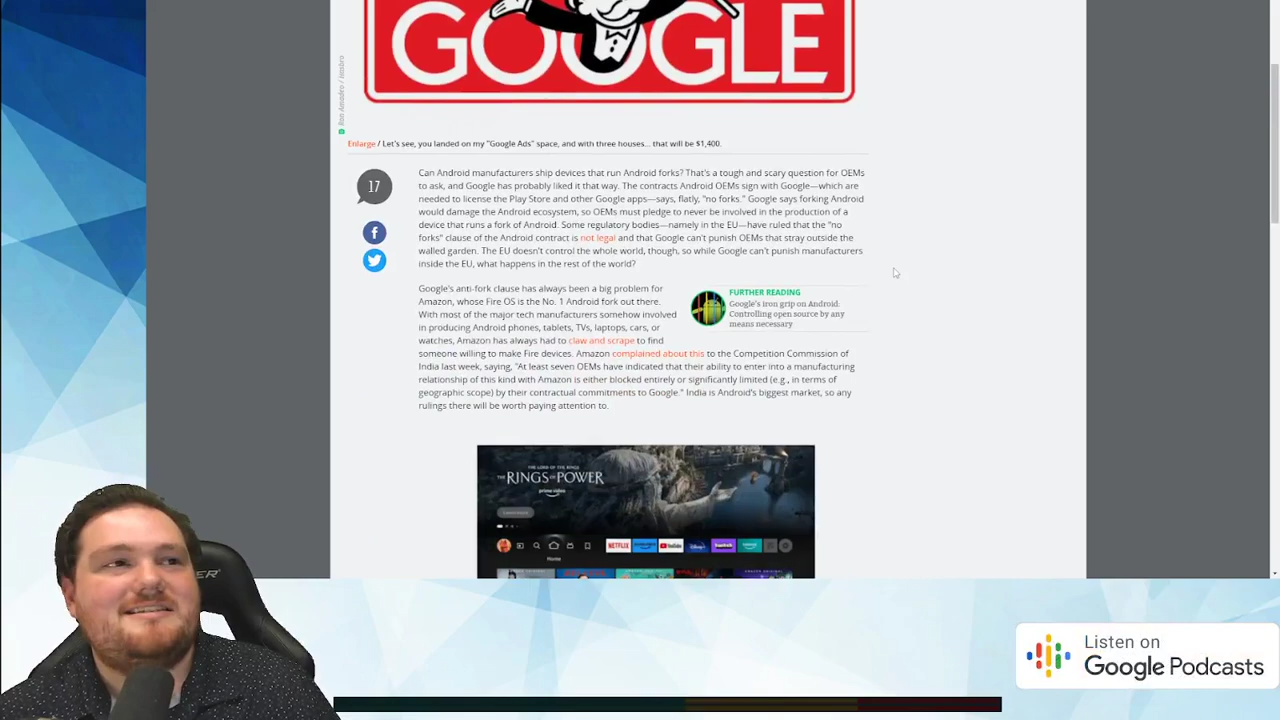 GOOGLE
Ron Amadeo / Hasbro
Enlarge / Let's see, you landed on my "Google Ads" space, and with three houses... that will be $1,400.
17
Can Android manufacturers ship devices that run Android forks? That's a tough and scary question for OEMs
to ask, and Google has probably liked it that way. The contracts Android OEMs sign with Google—which are
needed to license the Play Store and other Google apps—says, flatly, "no forks." Google says forking Android
would damage the Android ecosystem, so OEMs must pledge to never be involved in the production of a
device that runs a fork of Android. Some regulatory bodies—namely in the EU—have ruled that the "no
forks" clause of the Android contract is not legal and that Google can't punish OEMs that stray outside the
walled garden. The EU doesn't control the whole world, though, so while Google can't punish manufacturers
inside the EU, what happens in the rest of the world?
Google's anti-fork clause has always been a big problem for
Amazon, whose Fire OS is the No. 1 Android fork out there.
With most of the major tech manufacturers somehow involved
in producing Android phones, tablets, TVs, laptops, cars, or
watches, Amazon has always had to claw and scrape to find
someone willing to make Fire devices. Amazon complained about this to the Competition Commission of
India last week, saying, "At least seven OEMs have indicated that their ability to enter into a manufacturing
relationship of this kind with Amazon is either blocked entirely or significantly limited (e.g., in terms of
geographic scope) by their contractual commitments to Google." India is Android's biggest market, so any
rulings there will be worth paying attention to.
FURTHER READING
Google's iron grip on Android:
Controlling open source by any
means necessary
THE LORD OF THE RINGS
THE RINGS OF POWER
prime video
NETFLIX
YouTube
Disney+
Home
Listen on
Google Podcasts